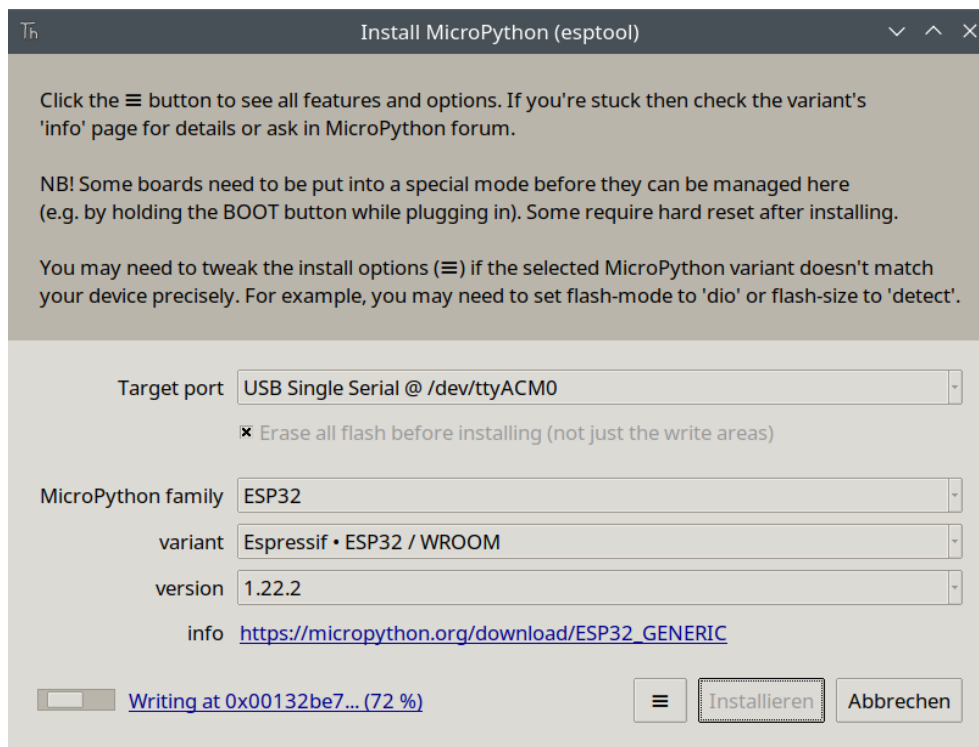 Th
Install MicroPython (esptool)
Click the ≡ button to see all features and options. If you're stuck then check the variant's
'info' page for details or ask in MicroPython forum.
NB! Some boards need to be put into a special mode before they can be managed here
(e.g. by holding the BOOT button while plugging in). Some require hard reset after installing.
You may need to tweak the install options (≡) if the selected MicroPython variant doesn't match
your device precisely. For example, you may need to set flash-mode to 'dio' or flash-size to 'detect'.
Target port USB Single Serial @ /dev/ttyACM0
Erase all flash before installing (not just the write areas)
MicroPython family ESP32
variant Espressif • ESP32 / WROOM
version 1.22.2
info https://micropython.org/download/ESP32_GENERIC
Writing at 0x00132be7... (72 %) ≡ Installieren Abbrechen